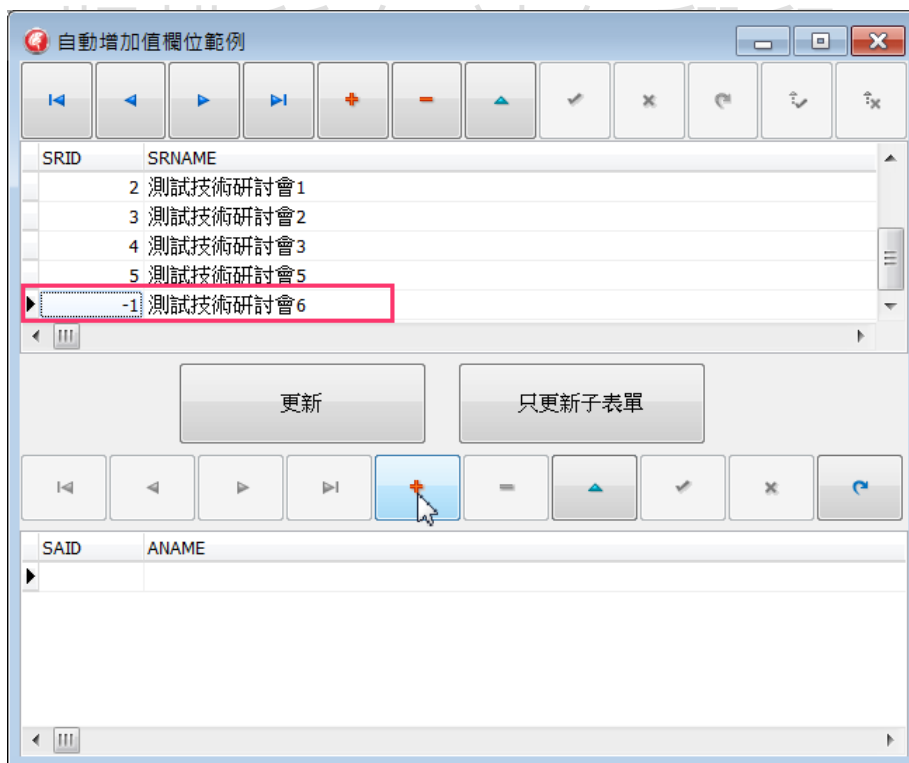 自動增加值欄位範例
SRID SRNAME
2 測試技術研討會1
3 測試技術研討會2
4 測試技術研討會3
5 測試技術研討會5
-1 測試技術研討會6
更新 只更新子表單
SAID ANAME